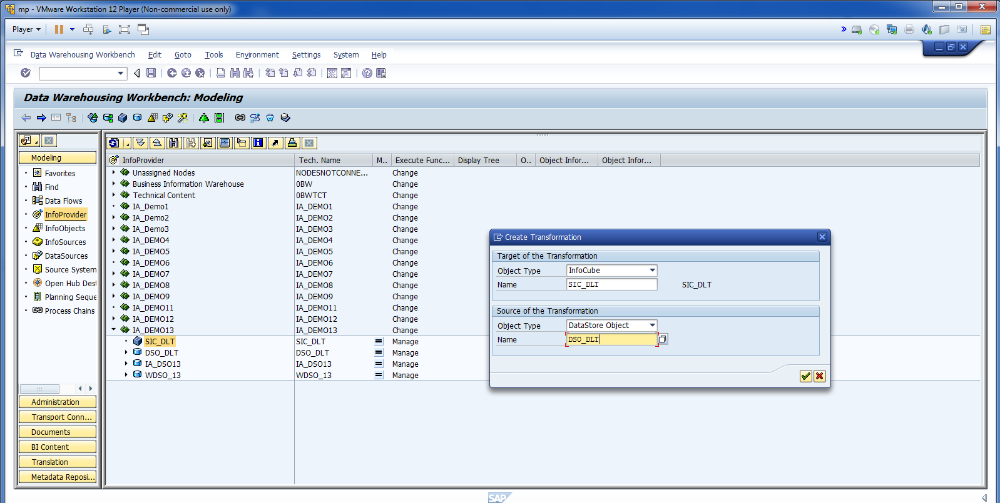 mp - VMware Workstation 12 Player (Non-commercial use only)
Player
Data Warehousing Workbench Edit Goto Tools Environment Settings System Help
Data Warehousing Workbench: Modeling
Modeling
Favorites
Find
Data Flows
InfoProvider
InfoObjects
InfoSources
DataSources
Source System
Open Hub Dest
Planning Seque
Process Chains
Administration
Transport Conn...
Documents
BI Content
Translation
Metadata Reposi...
InfoProvider Tech. Name M.. Execute Func... Display Tree O.. Object Infor... Object Infor...
Unassigned Nodes NODESNOTCONNE... Change
Business Information Warehouse 0BW Change
Technical Content 0BWTCT Change
IA_Demo1 IA_DEMO1 Change
IA_Demo2 IA_DEMO2 Change
IA_Demo3 IA_DEMO3 Change
IA_DEMO4 IA_DEMO4 Change
IA_DEMO5 IA_DEMO5 Change
IA_DEMO6 IA_DEMO6 Change
IA_DEMO7 IA_DEMO7 Change
IA_DEMO8 IA_DEMO8 Change
IA_DEMO9 IA_DEMO9 Change
IA_DEMO11 IA_DEMO11 Change
IA_DEMO12 IA_DEMO12 Change
IA_DEMO13 IA_DEMO13 Change
SIC_DLT SIC_DLT Manage
DSO_DLT DSO_DLT Manage
IA_DSO13 IA_DSO13 Manage
WDSO_13 WDSO_13 Manage
Create Transformation
Target of the Transformation
Object Type InfoCube
Name SIC_DLT SIC_DLT
Source of the Transformation
Object Type DataStore Object
Name DSO_DLT
SAP